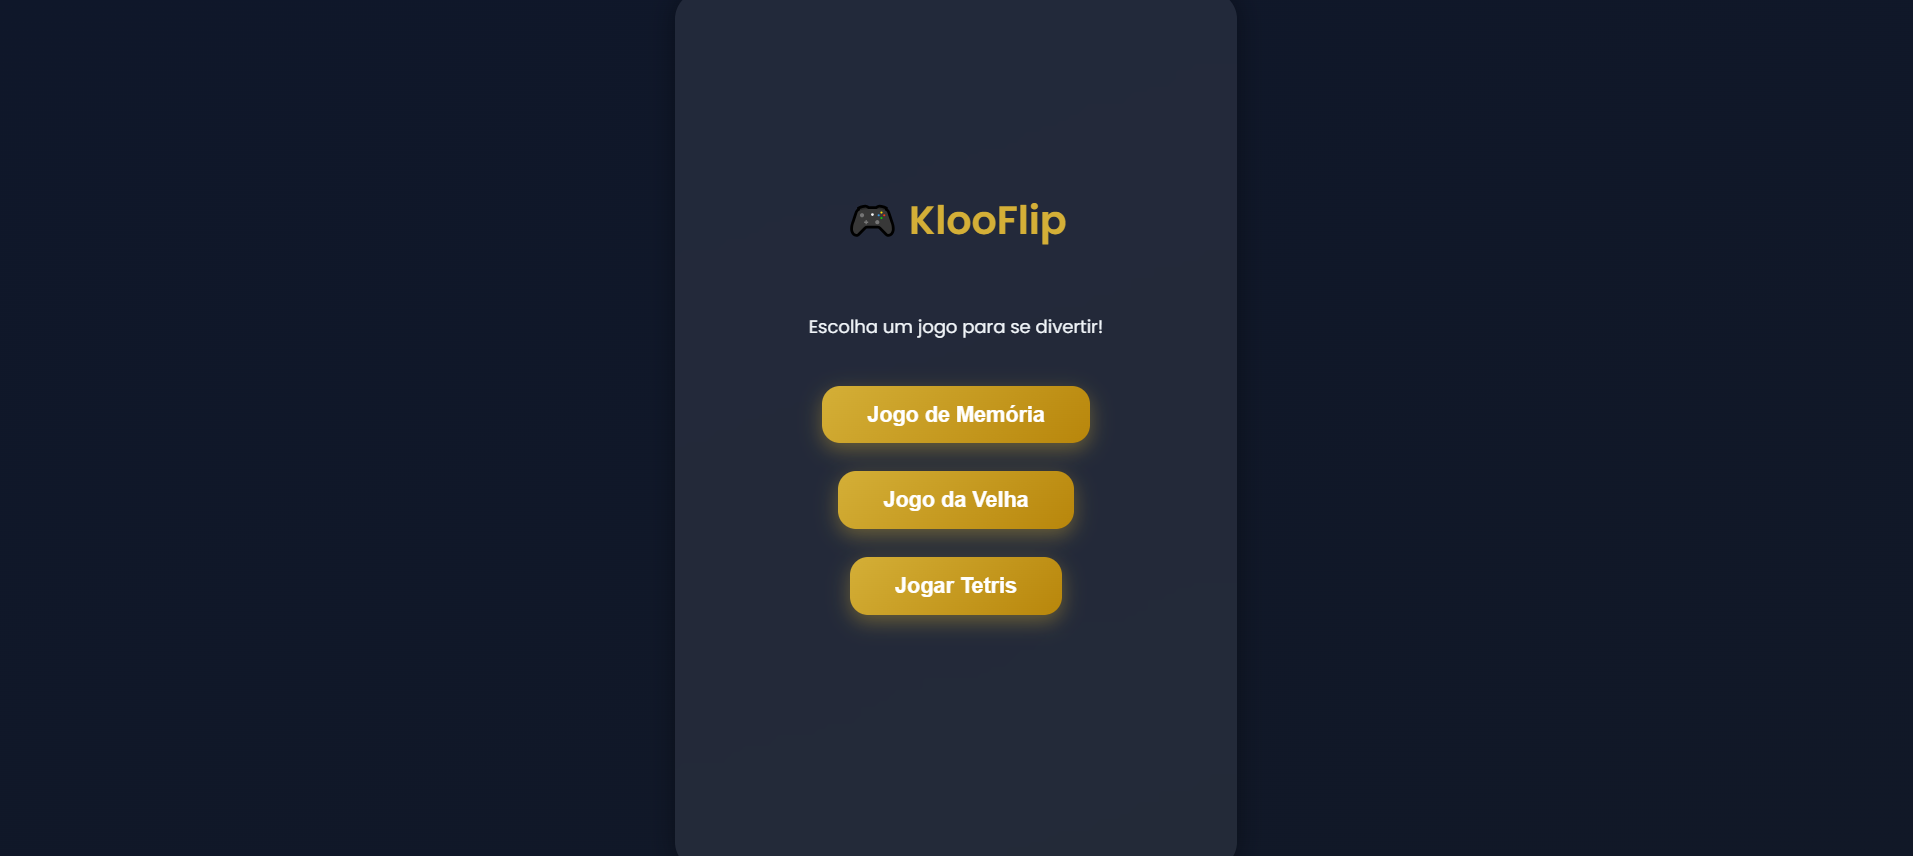 KlooFlip
Escolha um jogo para se divertir!
Jogo de Memória
Jogo da Velha
Jogar Tetris